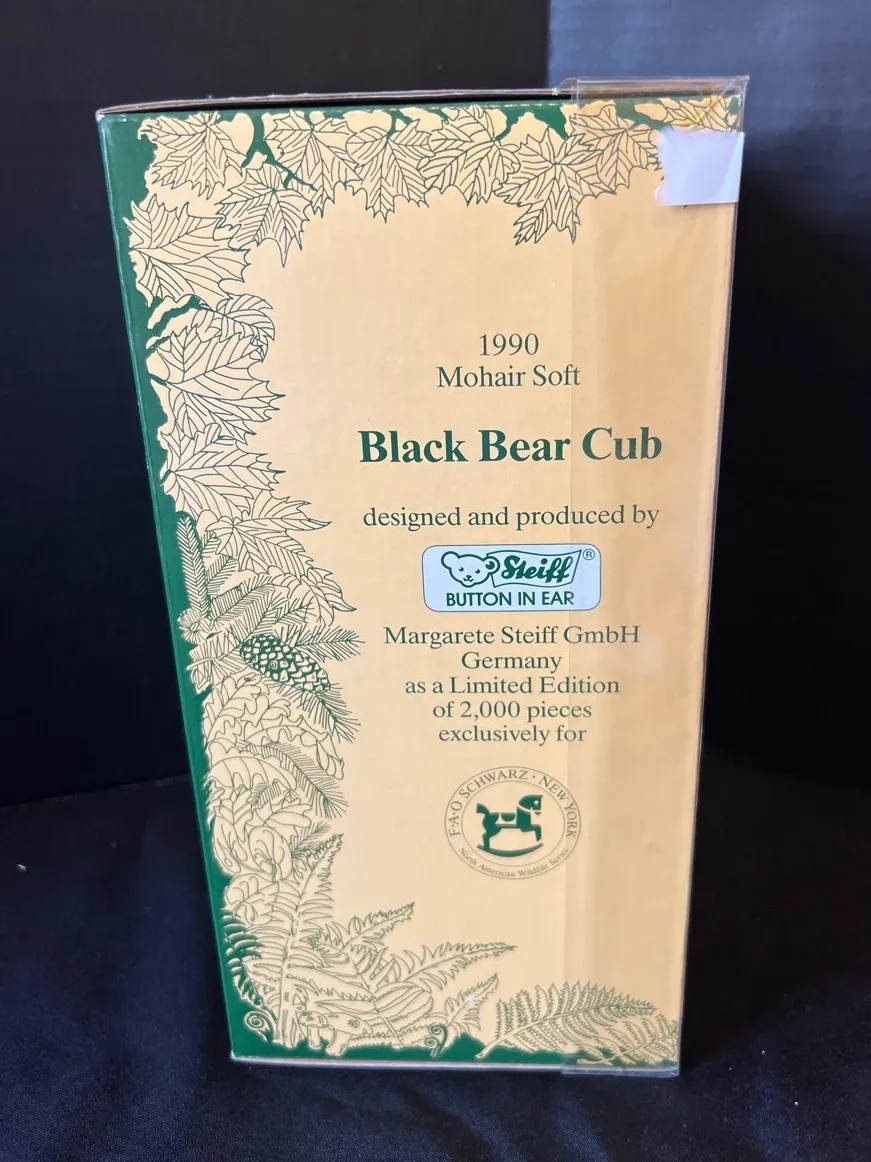 1990
Mohair Soft
Black Bear Cub
designed and produced by
Steiff®
BUTTON IN EAR
Margarete Steiff GmbH
Germany
as a Limited Edition
of 2,000 pieces
exclusively for
F·A·O SCHWARZ · NEW YORK
North American Wildlife Series